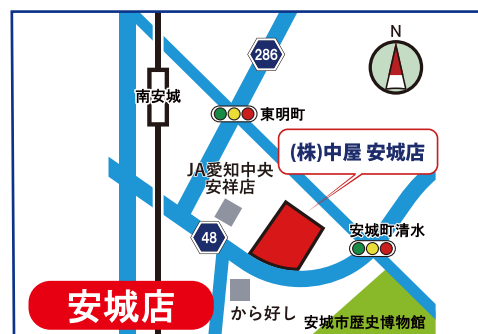 N
286
南安城
東明町
(株)中屋 安城店
JA愛知中央
安祥店
安城町清水
48
から好し
安城店
安城市歴史博物館